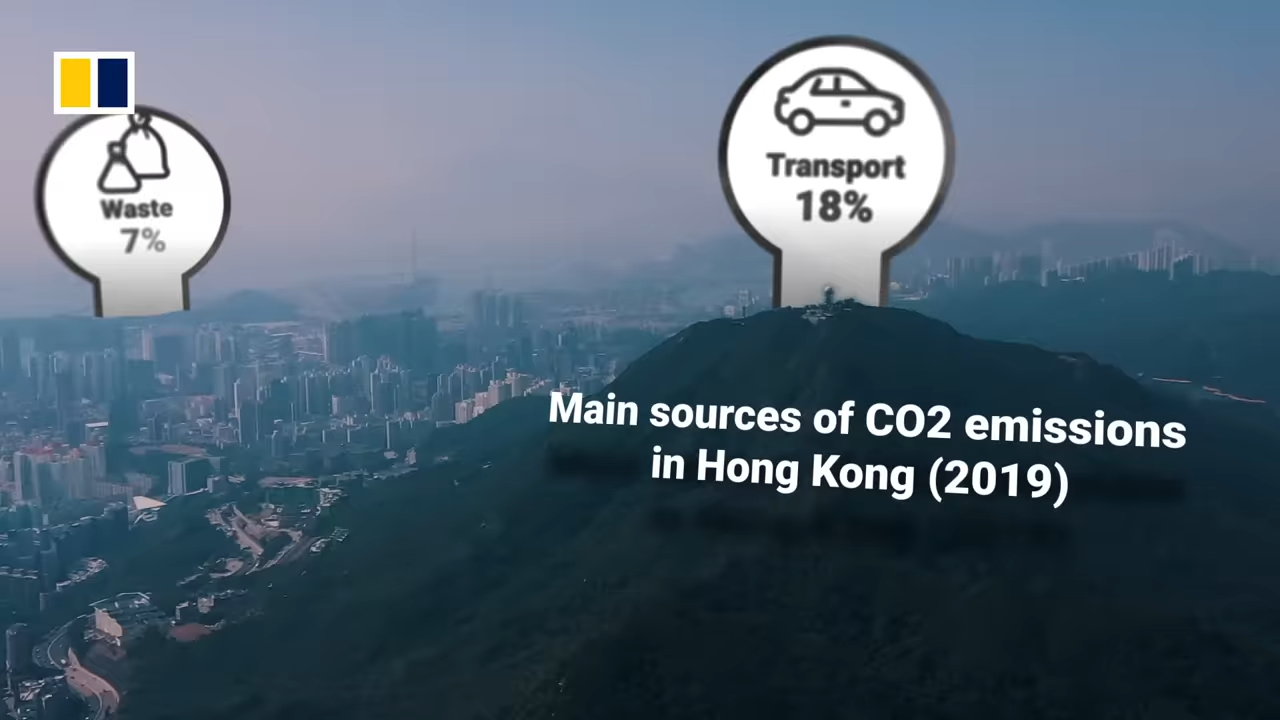 Waste
7%
Transport
18%
Main sources of CO2 emissions
in Hong Kong (2019)